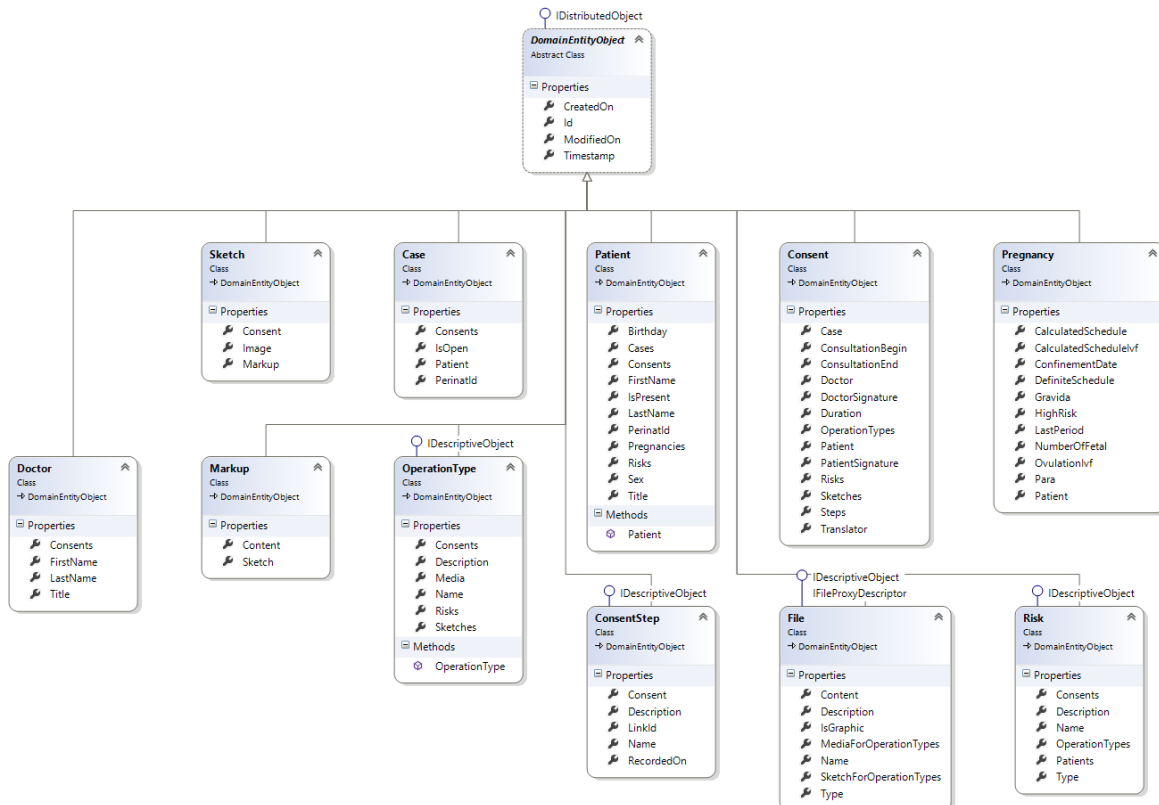 IDistributedObject
DomainEntityObject
Abstract Class
Properties
CreatedOn
Id
ModifiedOn
Timestamp
Sketch
Class
DomainEntityObject
Properties
Consent
Image
Markup
Case
Class
DomainEntityObject
Properties
Consents
IsOpen
Patient
PerinatId
Patient
Class
DomainEntityObject
Properties
Birthday
Cases
Consents
FirstName
IsPresent
LastName
PerinatId
Pregnancies
Risks
Sex
Title
Methods
Patient
Consent
Class
DomainEntityObject
Properties
Case
ConsultationBegin
ConsultationEnd
Doctor
DoctorSignature
Duration
OperationTypes
Patient
PatientSignature
Risks
Sketches
Steps
Translator
Pregnancy
Class
DomainEntityObject
Properties
CalculatedSchedule
CalculatedScheduleIvf
ConfinementDate
DefiniteSchedule
Gravida
HighRisk
LastPeriod
NumberOfFetal
OvulationIvf
Para
Patient
Doctor
Class
DomainEntityObject
Properties
Consents
FirstName
LastName
Title
Markup
Class
DomainEntityObject
Properties
Content
Sketch
IDescriptiveObject
OperationType
Class
DomainEntityObject
Properties
Consents
Description
Media
Name
Risks
Sketches
Methods
OperationType
IDescriptiveObject
ConsentStep
Class
DomainEntityObject
Properties
Consent
Description
LinkId
Name
RecordedOn
IDescriptiveObject
IFileProxyDescriptor
File
Class
DomainEntityObject
Properties
Content
Description
IsGraphic
MediaForOperationTypes
Name
SketchForOperationTypes
Type
IDescriptiveObject
Risk
Class
DomainEntityObject
Properties
Consents
Description
Name
OperationTypes
Patients
Type